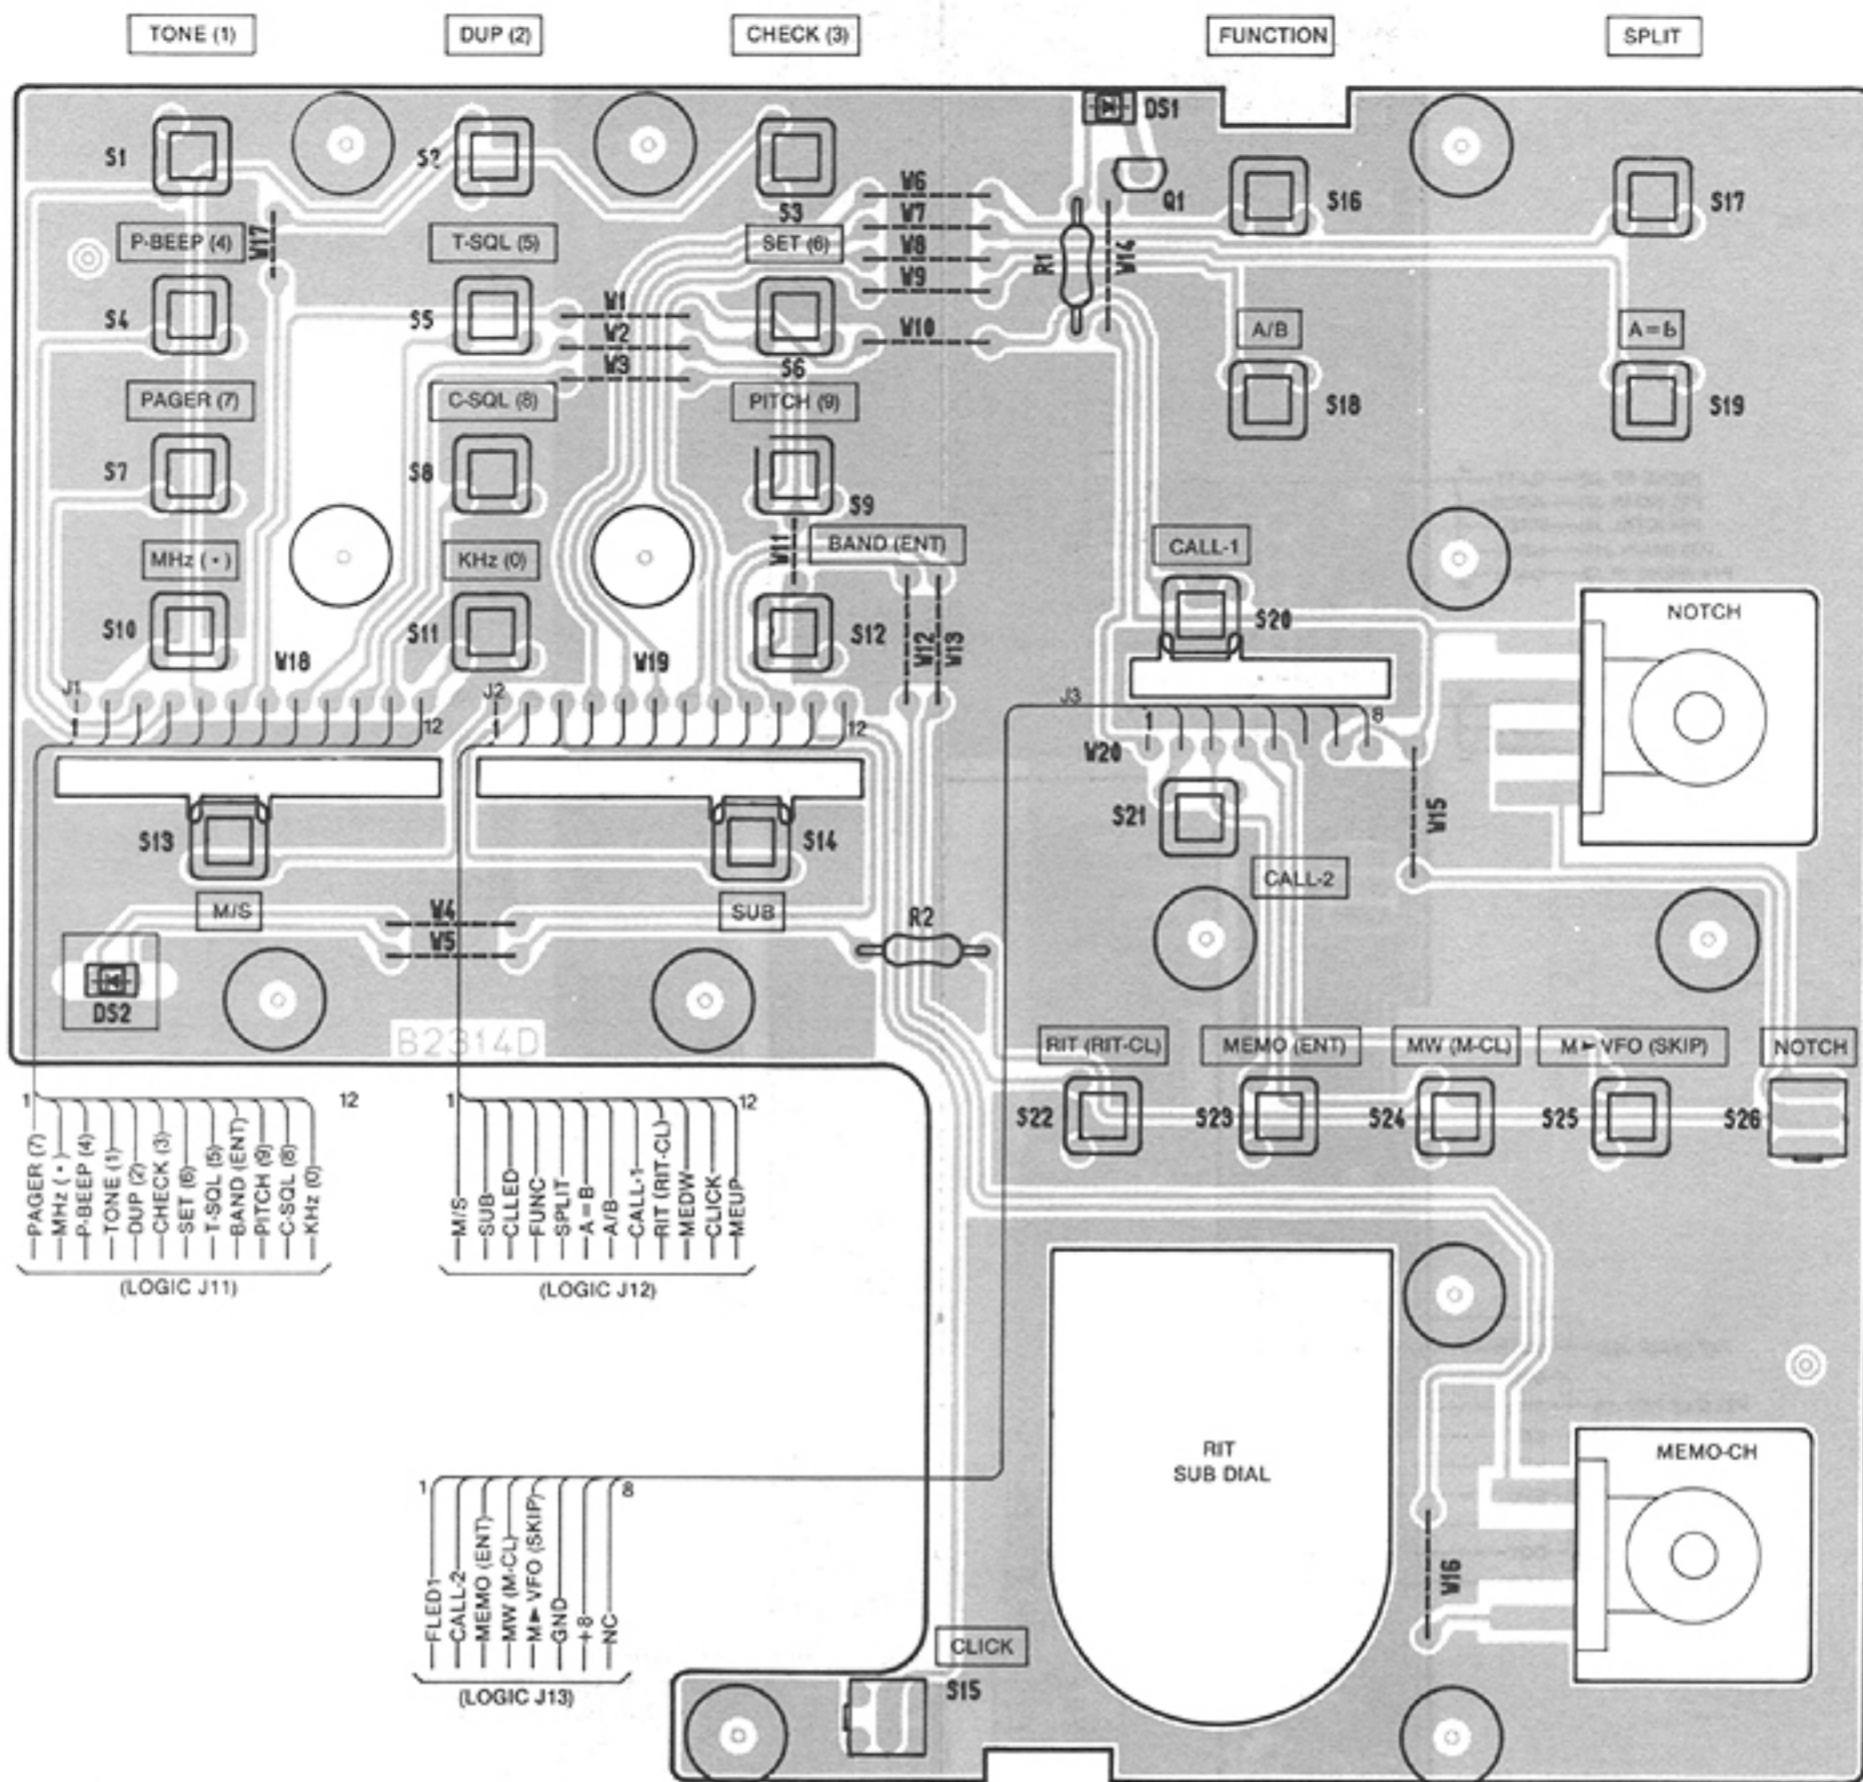 TONE (1) DUP (2) CHECK (3) FUNCTION SPLIT
DS1
S1 S2 S3 W6 Q1 S16 S17
W7
P-BEEP (4) W17 T-SQL (5) SET (6) W8 R1 W14
W9
S4 S5 W1 W10 A/B A=B
W2
W3 S6
PAGER (7) C-SQL (8) PITCH (9) S18 S19
S7 S8 S9
MHz ( • ) KHz (0) W11 BAND (ENT) CALL-1
S10 W18 S11 W19 S12 W12 W13 S20 NOTCH
J1 J2 J3
1 12 1 12 1 8
W20
S13 S14 S21 W15
M/S SUB CALL-2
W4 R2
W5
DS2
B2314D
RIT (RIT-CL) MEMO (ENT) MW (M-CL) M►VFO (SKIP) NOTCH
S22 S23 S24 S25 S26
1 12
PAGER (7)
MHz ( • )
P-BEEP (4)
TONE (1)
DUP (2)
CHECK (3)
SET (6)
T-SQL (5)
BAND (ENT)
PITCH (9)
C-SQL (8)
KHz (0)
(LOGIC J11)
1 12
M/S
SUB
CLLED
FUNC
SPLIT
A=B
A/B
CALL-1
RIT (RIT-CL)
MEDW
CLICK
MEUP
(LOGIC J12)
RIT
SUB DIAL
MEMO-CH
1 8
FLED1
CALL-2
MEMO (ENT)
MW (M-CL)
M►VFO (SKIP)
GND
+8
NC
(LOGIC J13)
W16
CLICK
S15